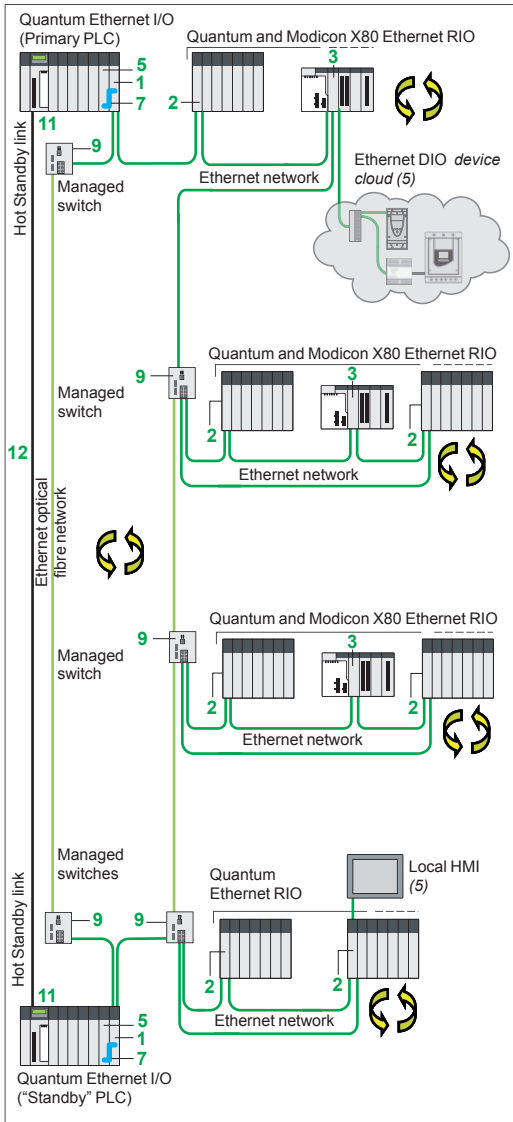 Quantum Ethernet I/O
(Primary PLC)
Quantum and Modicon X80 Ethernet RIO
5
1
7
2
3
11
9
Hot Standby link
Managed
switch
Ethernet network
Ethernet DIO device
cloud (5)
Quantum and Modicon X80 Ethernet RIO
9
3
Managed
switch
2
2
Ethernet network
12
Ethernet optical
fibre network
Quantum and Modicon X80 Ethernet RIO
9
3
Managed
switch
2
2
Ethernet network
Managed
switches
Quantum
Ethernet RIO
Local HMI
(5)
Hot Standby link
9
9
2
2
Ethernet network
11
5
1
7
Quantum Ethernet I/O
(“Standby” PLC)